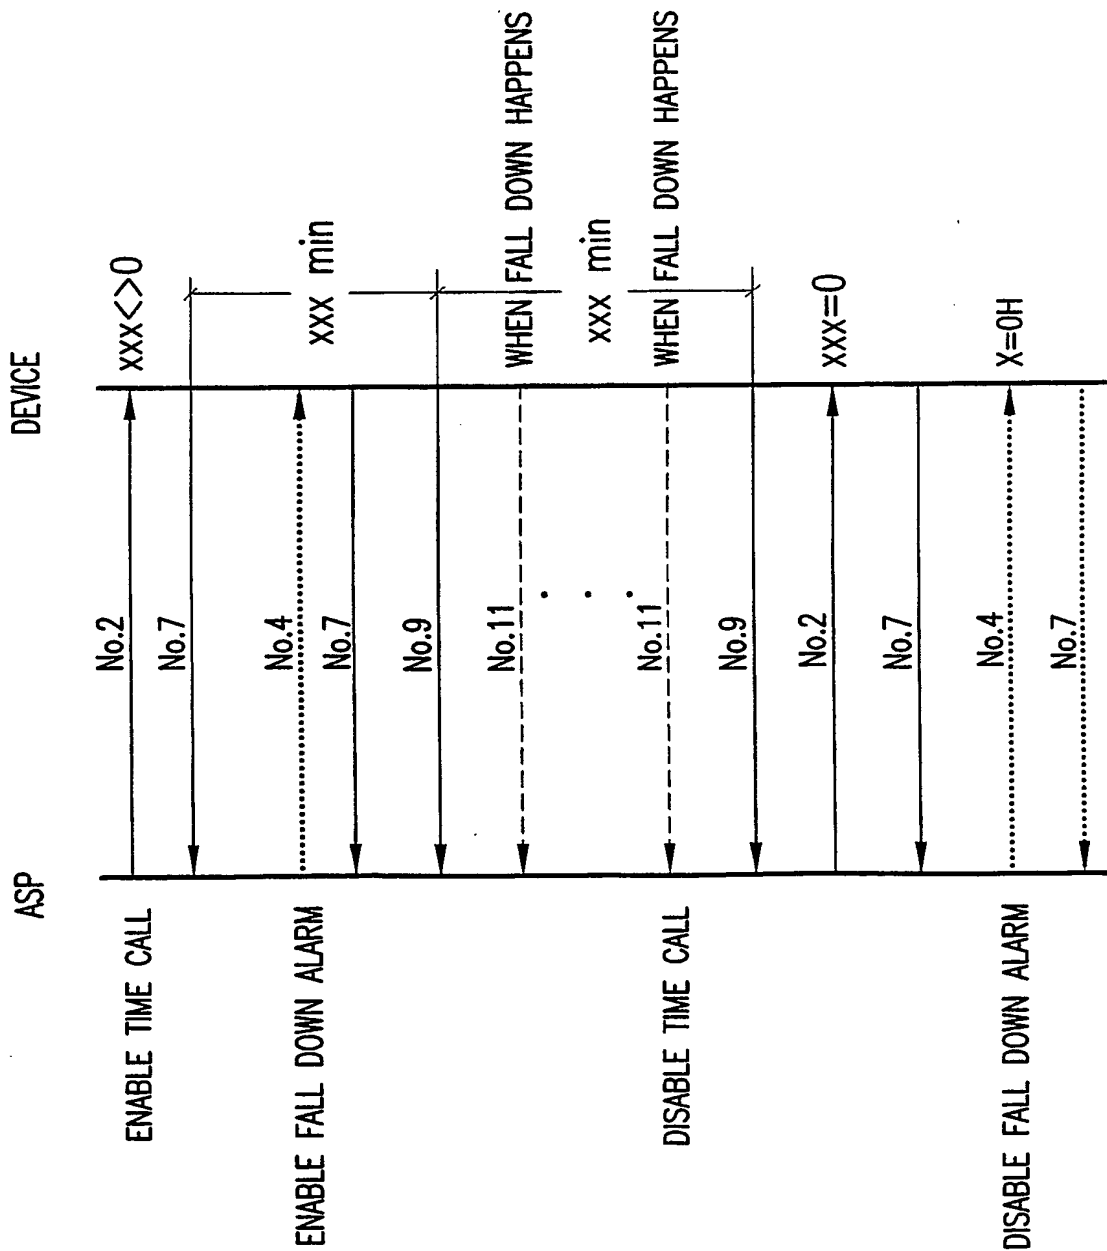 ASP
DEVICE
ENABLE TIME CALL
No.2
xxx<>0
No.7
ENABLE FALL DOWN ALARM
No.4
xxx min
No.7
No.9
No.11
WHEN FALL DOWN HAPPENS
xxx min
DISABLE TIME CALL
No.11
WHEN FALL DOWN HAPPENS
No.9
No.2
xxx=0
No.7
DISABLE FALL DOWN ALARM
No.4
X=0H
No.7